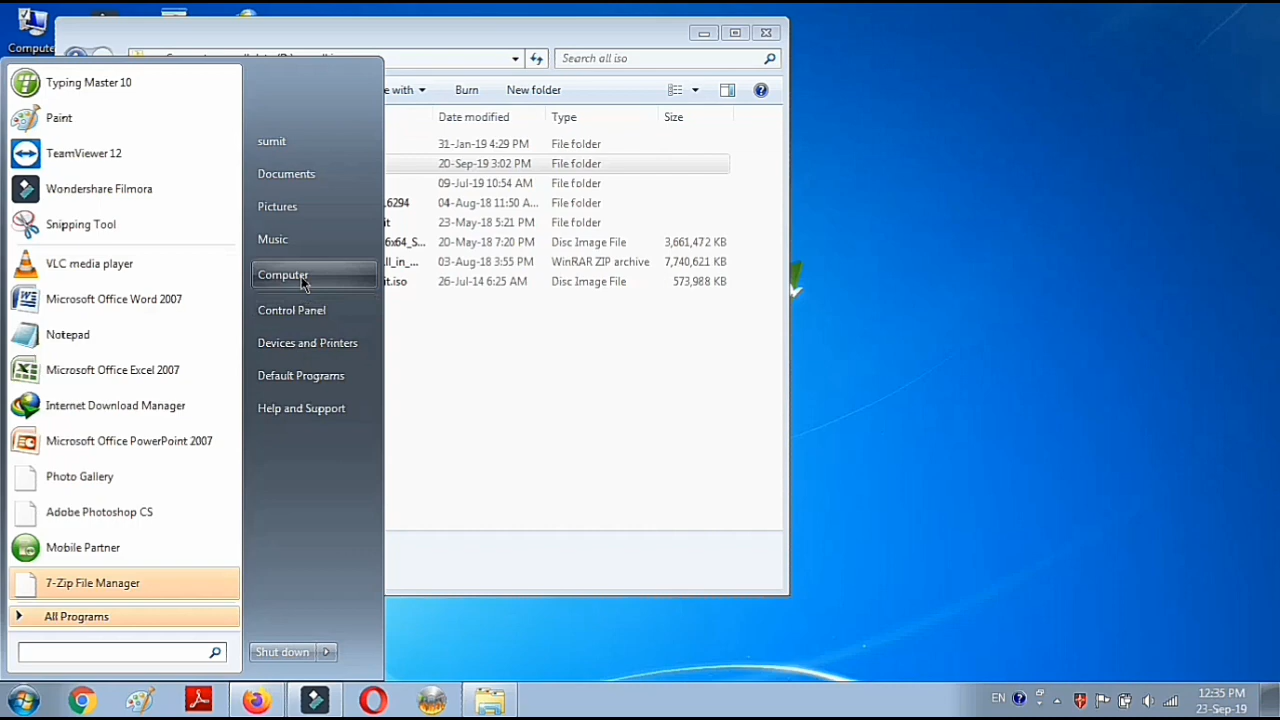 Compute
Search all iso
e with
Burn
New folder
Date modified
Type
Size
31-Jan-19 4:29 PM
File folder
20-Sep-19 3:02 PM
File folder
09-Jul-19 10:54 AM
File folder
.6294
04-Aug-18 11:50 A...
File folder
it
23-May-18 5:21 PM
File folder
6x64_S...
20-May-18 7:20 PM
Disc Image File
3,661,472 KB
ll_in_...
03-Aug-18 3:55 PM
WinRAR ZIP archive
7,740,621 KB
it.iso
26-Jul-14 6:25 AM
Disc Image File
573,988 KB
Typing Master 10
Paint
TeamViewer 12
Wondershare Filmora
Snipping Tool
VLC media player
Microsoft Office Word 2007
Notepad
Microsoft Office Excel 2007
Internet Download Manager
Microsoft Office PowerPoint 2007
Photo Gallery
Adobe Photoshop CS
Mobile Partner
7-Zip File Manager
All Programs
sumit
Documents
Pictures
Music
Computer
Control Panel
Devices and Printers
Default Programs
Help and Support
Shut down
EN
12:35 PM
23-Sep-19